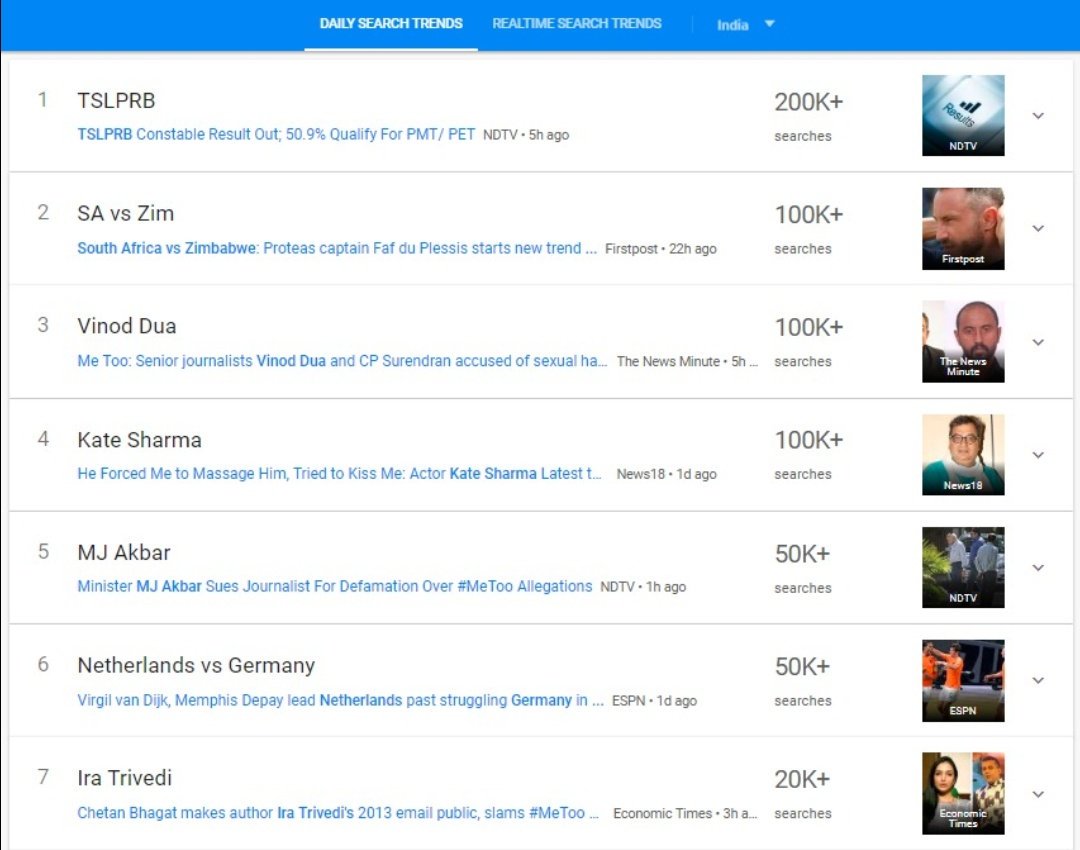 DAILY SEARCH TRENDS REALTIME SEARCH TRENDS India
1 TSLPRB 200K+
TSLPRB Constable Result Out; 50.9% Qualify For PMT/ PET NDTV • 5h ago searches
Results
NDTV
2 SA vs Zim 100K+
South Africa vs Zimbabwe: Proteas captain Faf du Plessis starts new trend ... Firstpost • 22h ago searches
Firstpost
3 Vinod Dua 100K+
Me Too: Senior journalists Vinod Dua and CP Surendran accused of sexual ha... The News Minute • 5h ... searches
The News
Minute
4 Kate Sharma 100K+
He Forced Me to Massage Him, Tried to Kiss Me: Actor Kate Sharma Latest t... News18 • 1d ago searches
News18
5 MJ Akbar 50K+
Minister MJ Akbar Sues Journalist For Defamation Over #MeToo Allegations NDTV • 1h ago searches
NDTV
6 Netherlands vs Germany 50K+
Virgil van Dijk, Memphis Depay lead Netherlands past struggling Germany in ... ESPN • 1d ago searches
ESPN
7 Ira Trivedi 20K+
Chetan Bhagat makes author Ira Trivedi's 2013 email public, slams #MeToo ... Economic Times • 3h a... searches
Economic
Times